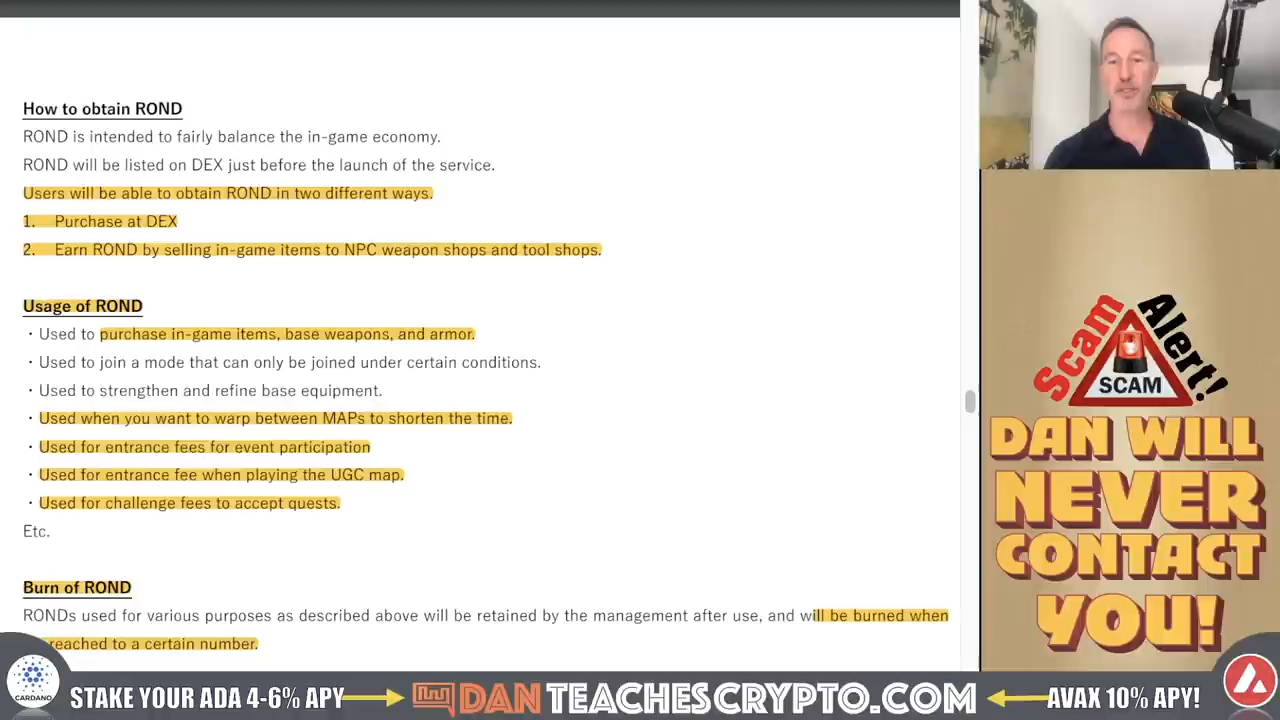 How to obtain ROND
ROND is intended to fairly balance the in-game economy.
ROND will be listed on DEX just before the launch of the service.
Users will be able to obtain ROND in two different ways.
1. Purchase at DEX
2. Earn ROND by selling in-game items to NPC weapon shops and tool shops.
Usage of ROND
・Used to purchase in-game items, base weapons, and armor.
・Used to join a mode that can only be joined under certain conditions.
・Used to strengthen and refine base equipment.
・Used when you want to warp between MAPs to shorten the time.
・Used for entrance fees for event participation
・Used for entrance fee when playing the UGC map.
・Used for challenge fees to accept quests.
Etc.
Burn of ROND
RONDs used for various purposes as described above will be retained by the management after use, and will be burned when
reached to a certain number.
Scam Alert!
SCAM
DAN WILL
NEVER
CONTACT
YOU!
CARDANO
STAKE YOUR ADA 4-6% APY
DANTEACHESCRYPTO.COM
AVAX 10% APY!